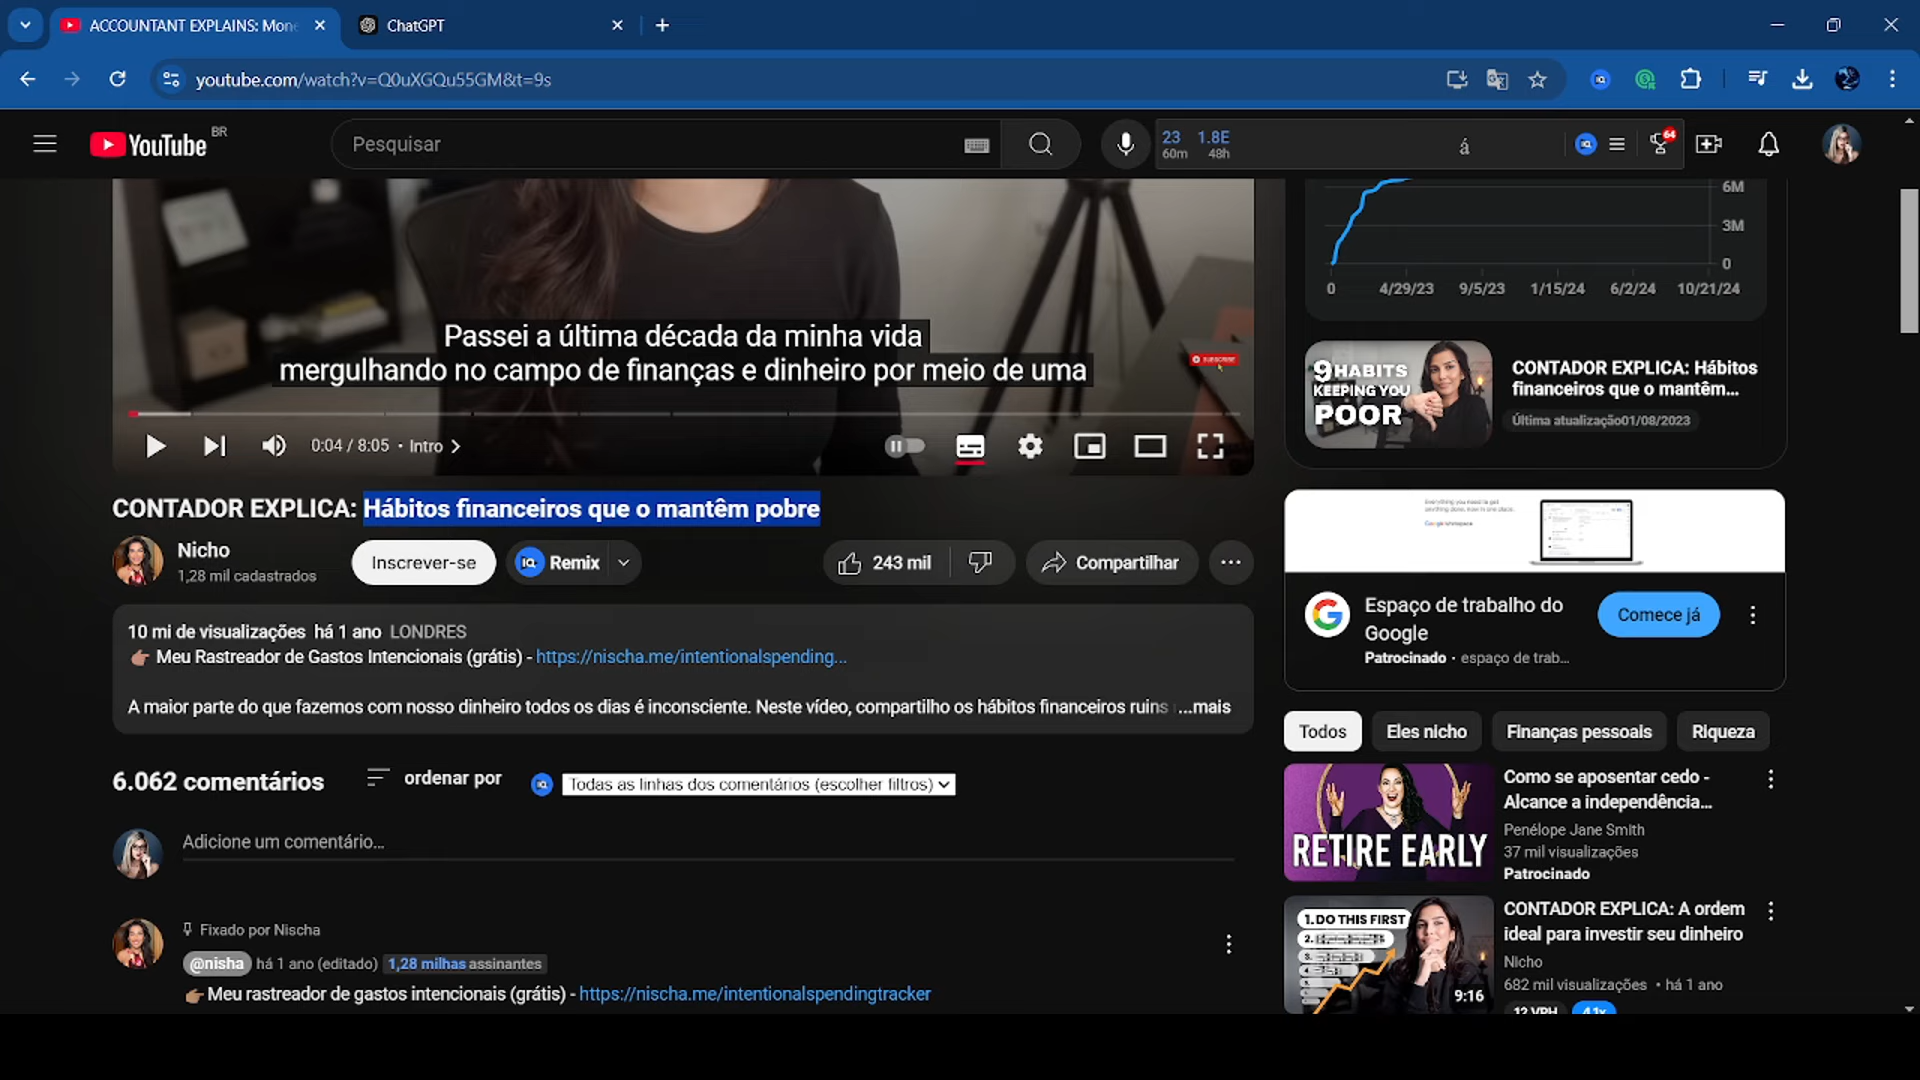 ACCOUNTANT EXPLAINS: Mone
ChatGPT
youtube.com/watch?v=Q0uXGQu55GM&t=9s
YouTube BR
Pesquisar
23 1.8E
60m 48h
á
64
6M
3M
0
0 4/29/23 9/5/23 1/15/24 6/2/24 10/21/24
Passei a última década da minha vida
mergulhando no campo de finanças e dinheiro por meio de uma
SUBSCRIBE
0:04 / 8:05 • Intro
9 HABITS
KEEPING YOU
POOR
CONTADOR EXPLICA: Hábitos
financeiros que o mantêm...
Última atualização01/08/2023
CONTADOR EXPLICA: Hábitos financeiros que o mantêm pobre
Nicho
1,28 mil cadastrados
Inscrever-se
Remix
243 mil
Compartilhar
Espaço de trabalho do
Google
Patrocinado • espaço de trab...
Comece já
10 mi de visualizações há 1 ano LONDRES
Meu Rastreador de Gastos Intencionais (grátis) - https://nischa.me/intentionalspending...
A maior parte do que fazemos com nosso dinheiro todos os dias é inconsciente. Neste vídeo, compartilho os hábitos financeiros ruins ...mais
Todos
Eles nicho
Finanças pessoais
Riqueza
6.062 comentários
ordenar por
Todas as linhas dos comentários (escolher filtros)
Adicione um comentário...
Fixado por Nischa
@nisha há 1 ano (editado) 1,28 milhas assinantes
Meu rastreador de gastos intencionais (grátis) - https://nischa.me/intentionalspendingtracker
RETIRE EARLY
Como se aposentar cedo -
Alcance a independência...
Penélope Jane Smith
37 mil visualizações
Patrocinado
1. DO THIS FIRST
2.
3.
4.
9:16
CONTADOR EXPLICA: A ordem
ideal para investir seu dinheiro
Nicho
682 mil visualizações • há 1 ano
12 VPH
4.1x